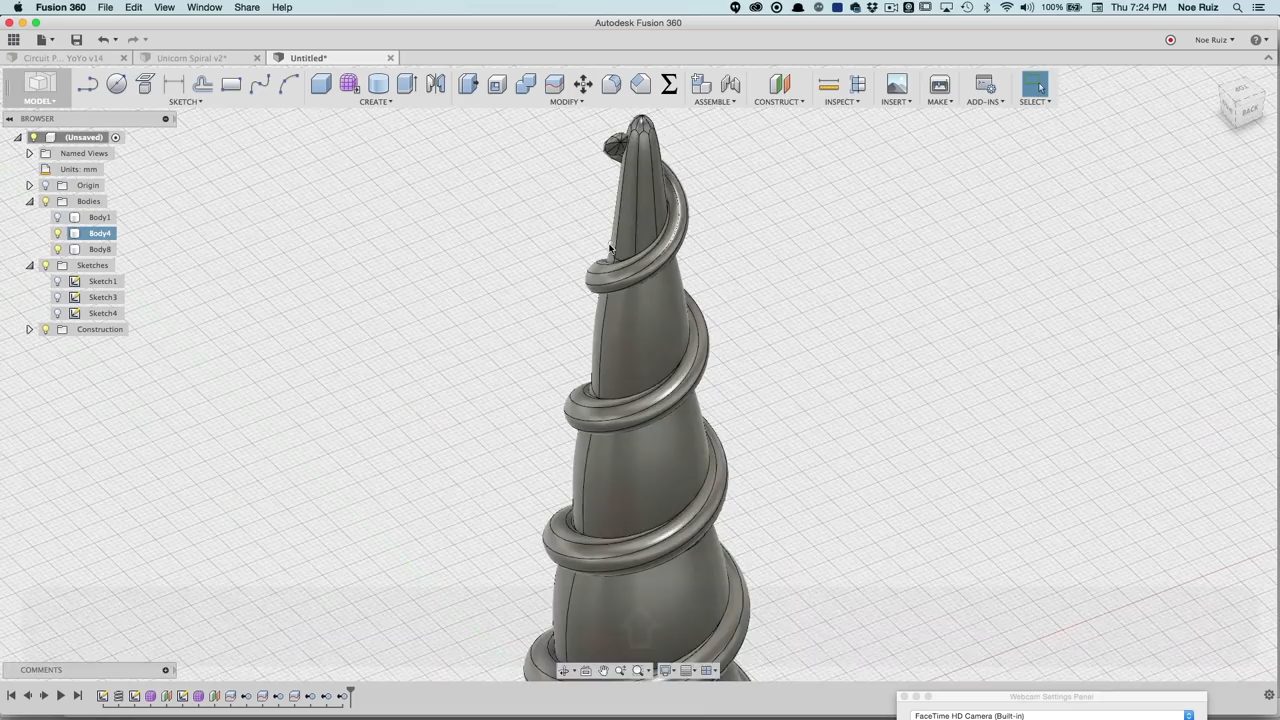 Fusion 360 File Edit View Window Share Help 100% Thu 7:24 PM Noe Ruiz
Autodesk Fusion 360
Noe Ruiz
Circuit P... YoYo v14 Unicorn Spiral v2* Untitled*
MODEL SKETCH CREATE MODIFY ASSEMBLE CONSTRUCT INSPECT INSERT MAKE ADD-INS SELECT
BROWSER
(Unsaved)
Named Views
Units: mm
Origin
Bodies
Body1
Body4
Body8
Sketches
Sketch1
Sketch3
Sketch4
Construction
BACK
COMMENTS
Webcam Settings Panel
FaceTime HD Camera (Built-in)